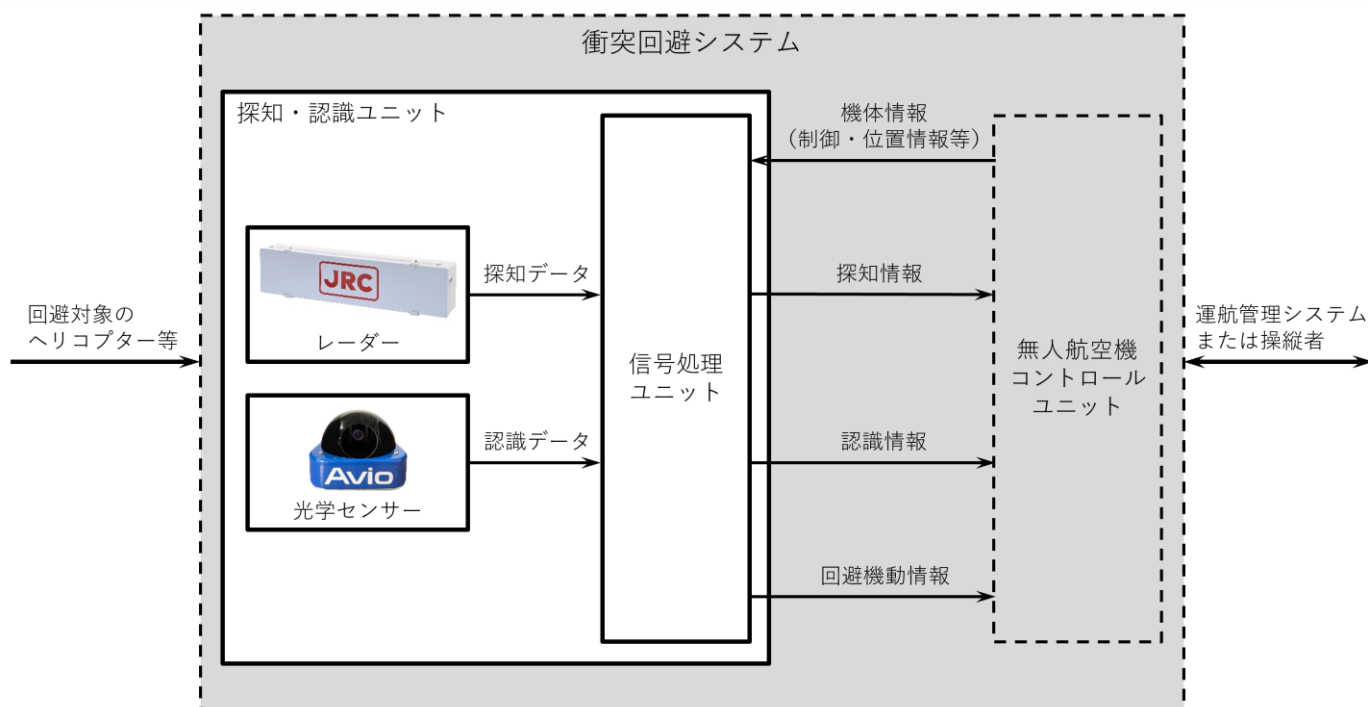 衝突回避システム
探知・認識ユニット
機体情報
（制御・位置情報等）
JRC
レーダー
探知データ
探知情報
回避対象の
ヘリコプター等
運航管理システム
または操縦者
信号処理
ユニット
無人航空機
コントロール
ユニット
Avio
光学センサー
認識データ
認識情報
回避機動情報